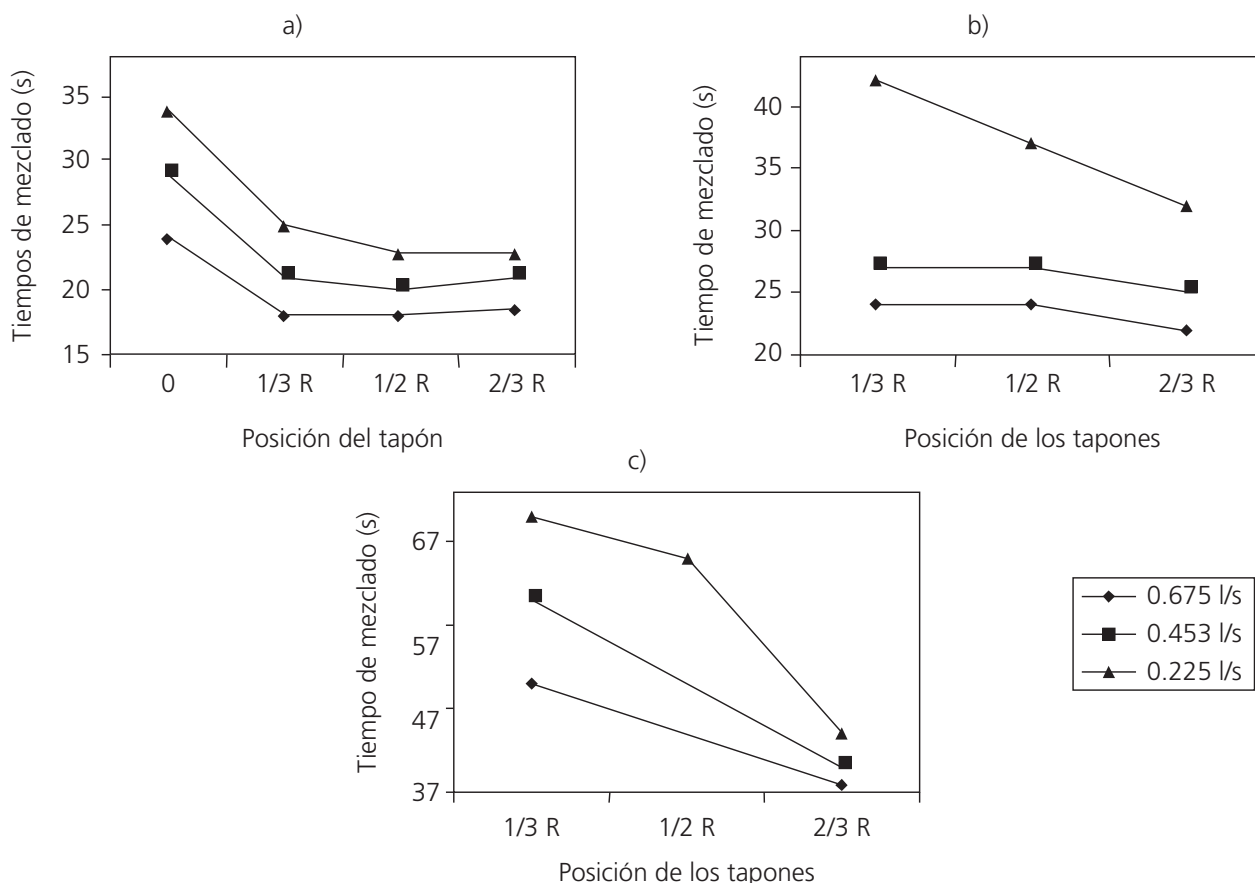 a)
Tiempos de mezclado (s)
35
30
25
20
15
0 1/3 R 1/2 R 2/3 R
Posición del tapón
b)
Tiempo de mezclado (s)
40
35
30
25
20
1/3 R 1/2 R 2/3 R
Posición de los tapones
c)
Tiempo de mezclado (s)
67
57
47
37
1/3 R 1/2 R 2/3 R
Posición de los tapones
0.675 l/s
0.453 l/s
0.225 l/s